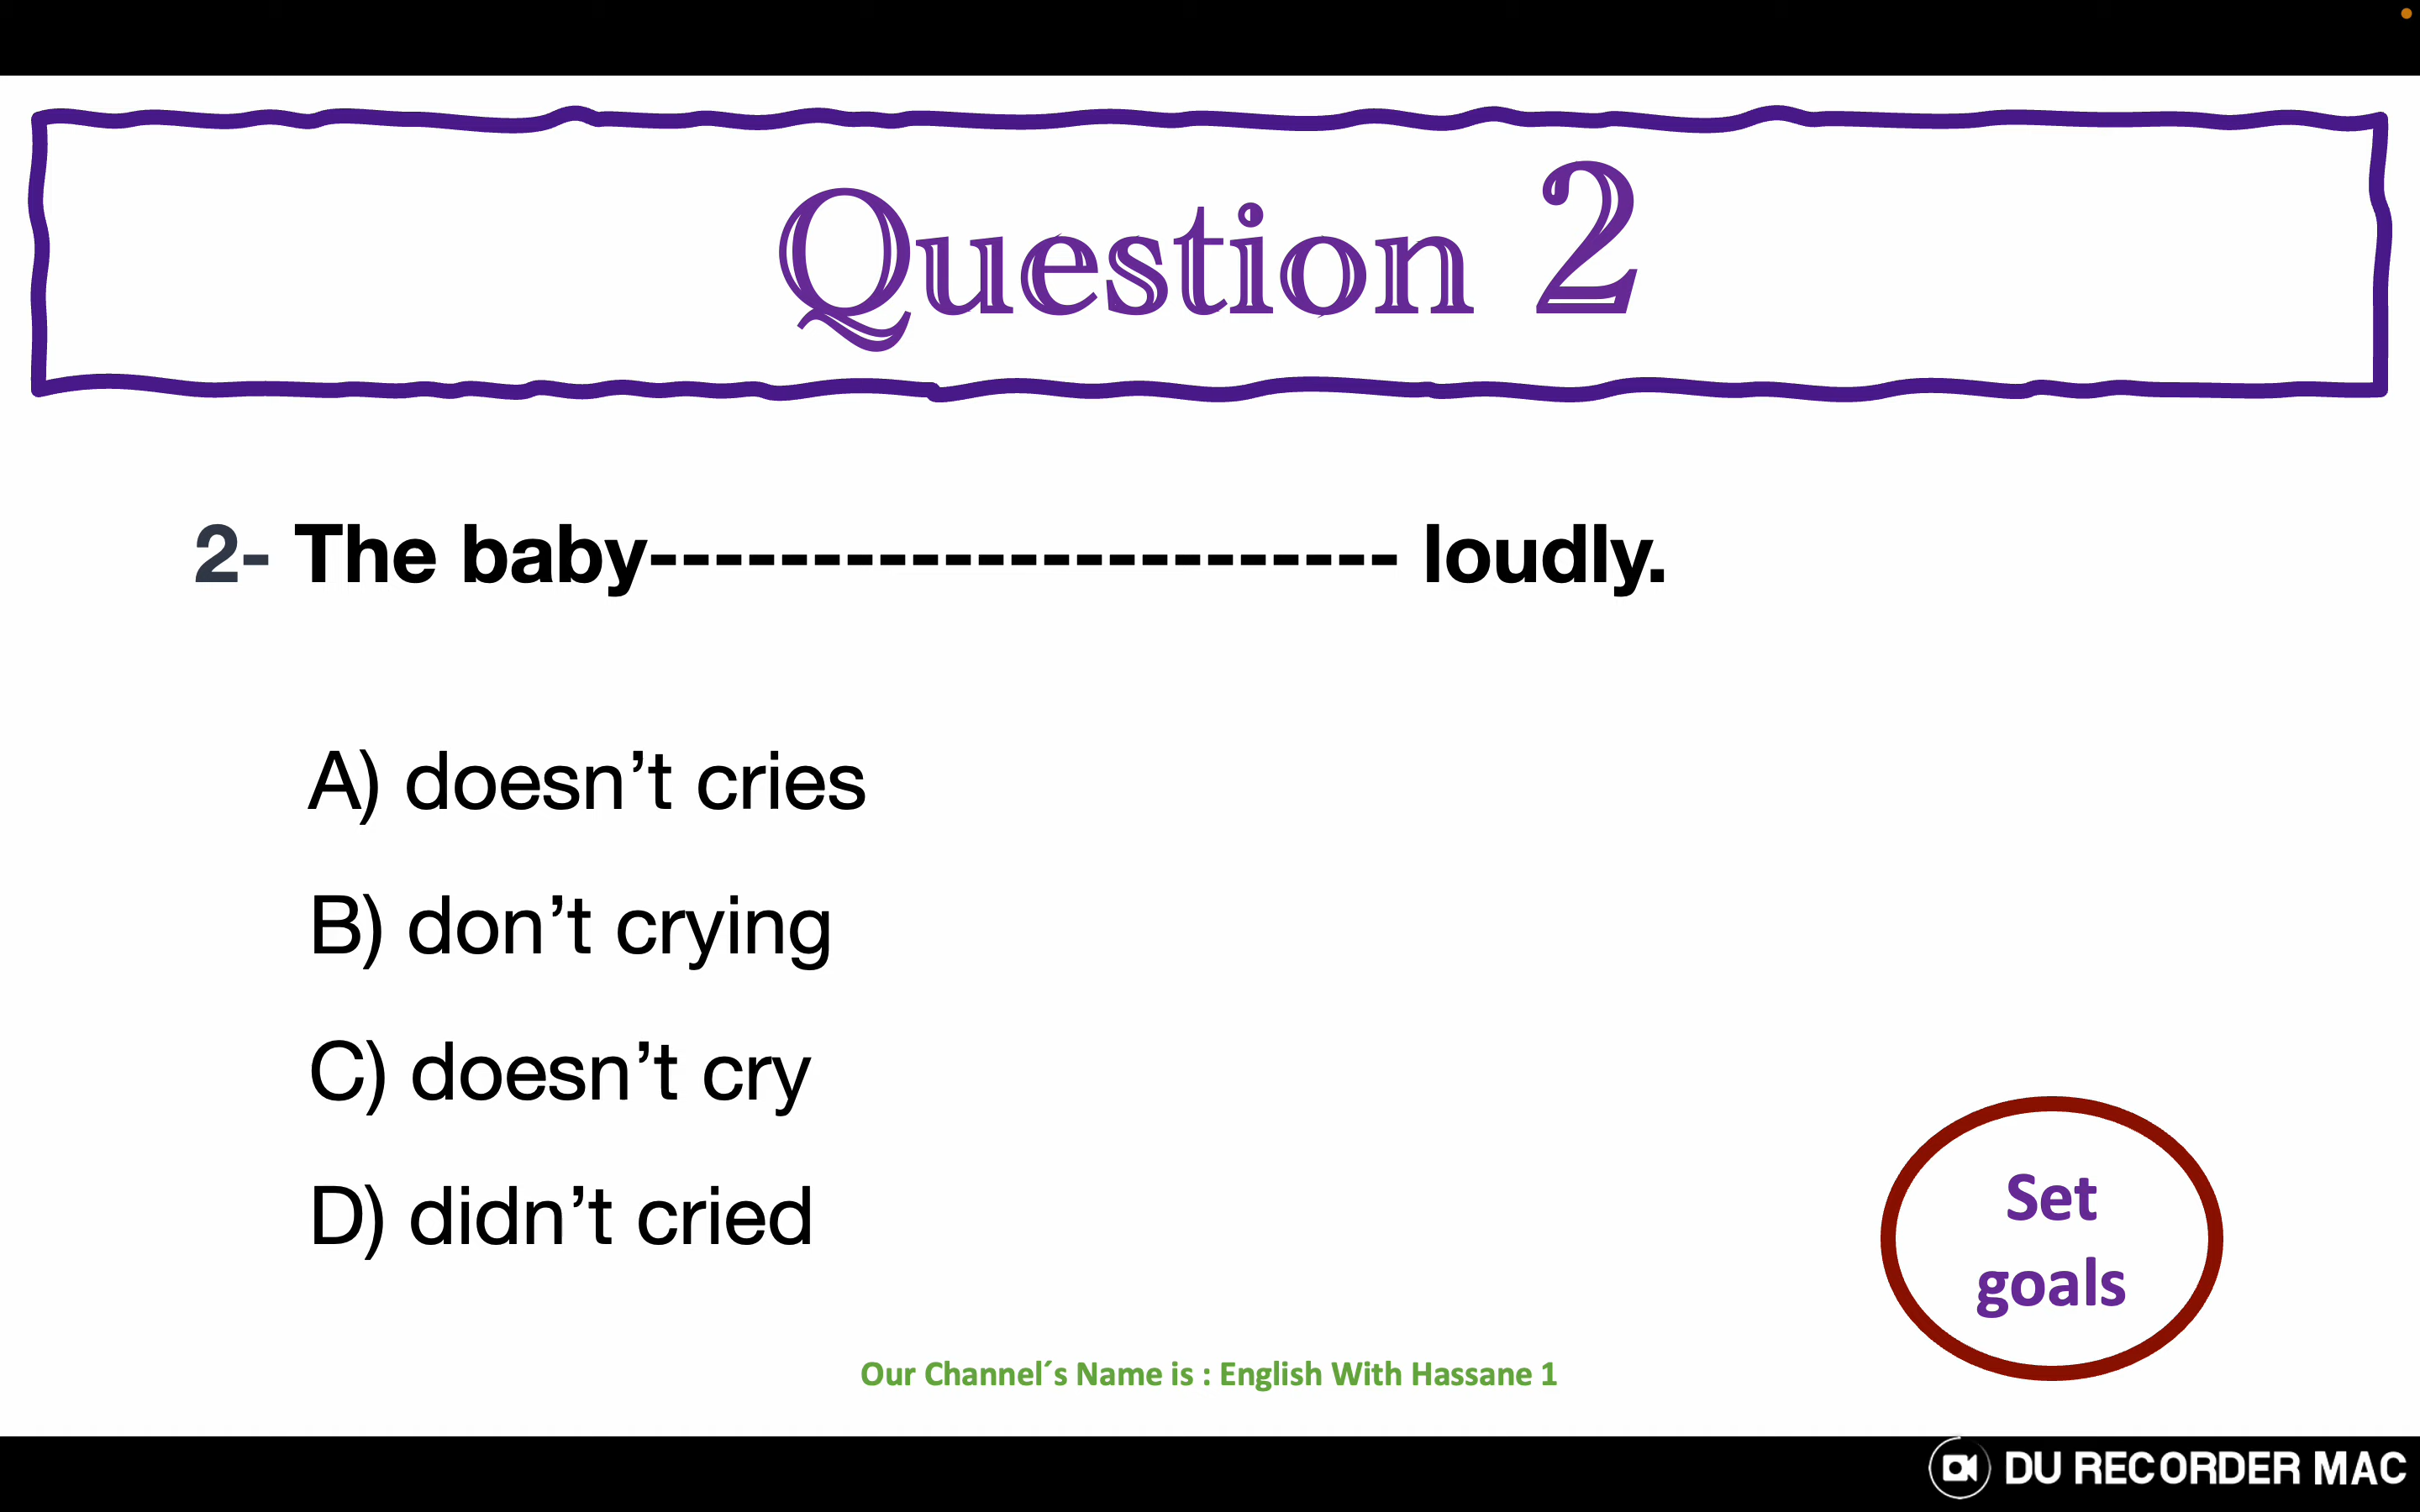 Question 2
2- The baby----------------------- loudly.
A) doesn’t cries
B) don’t crying
C) doesn’t cry
D) didn’t cried
Set
goals
Our Channel´s Name is : English With Hassane 1
DU RECORDER MAC